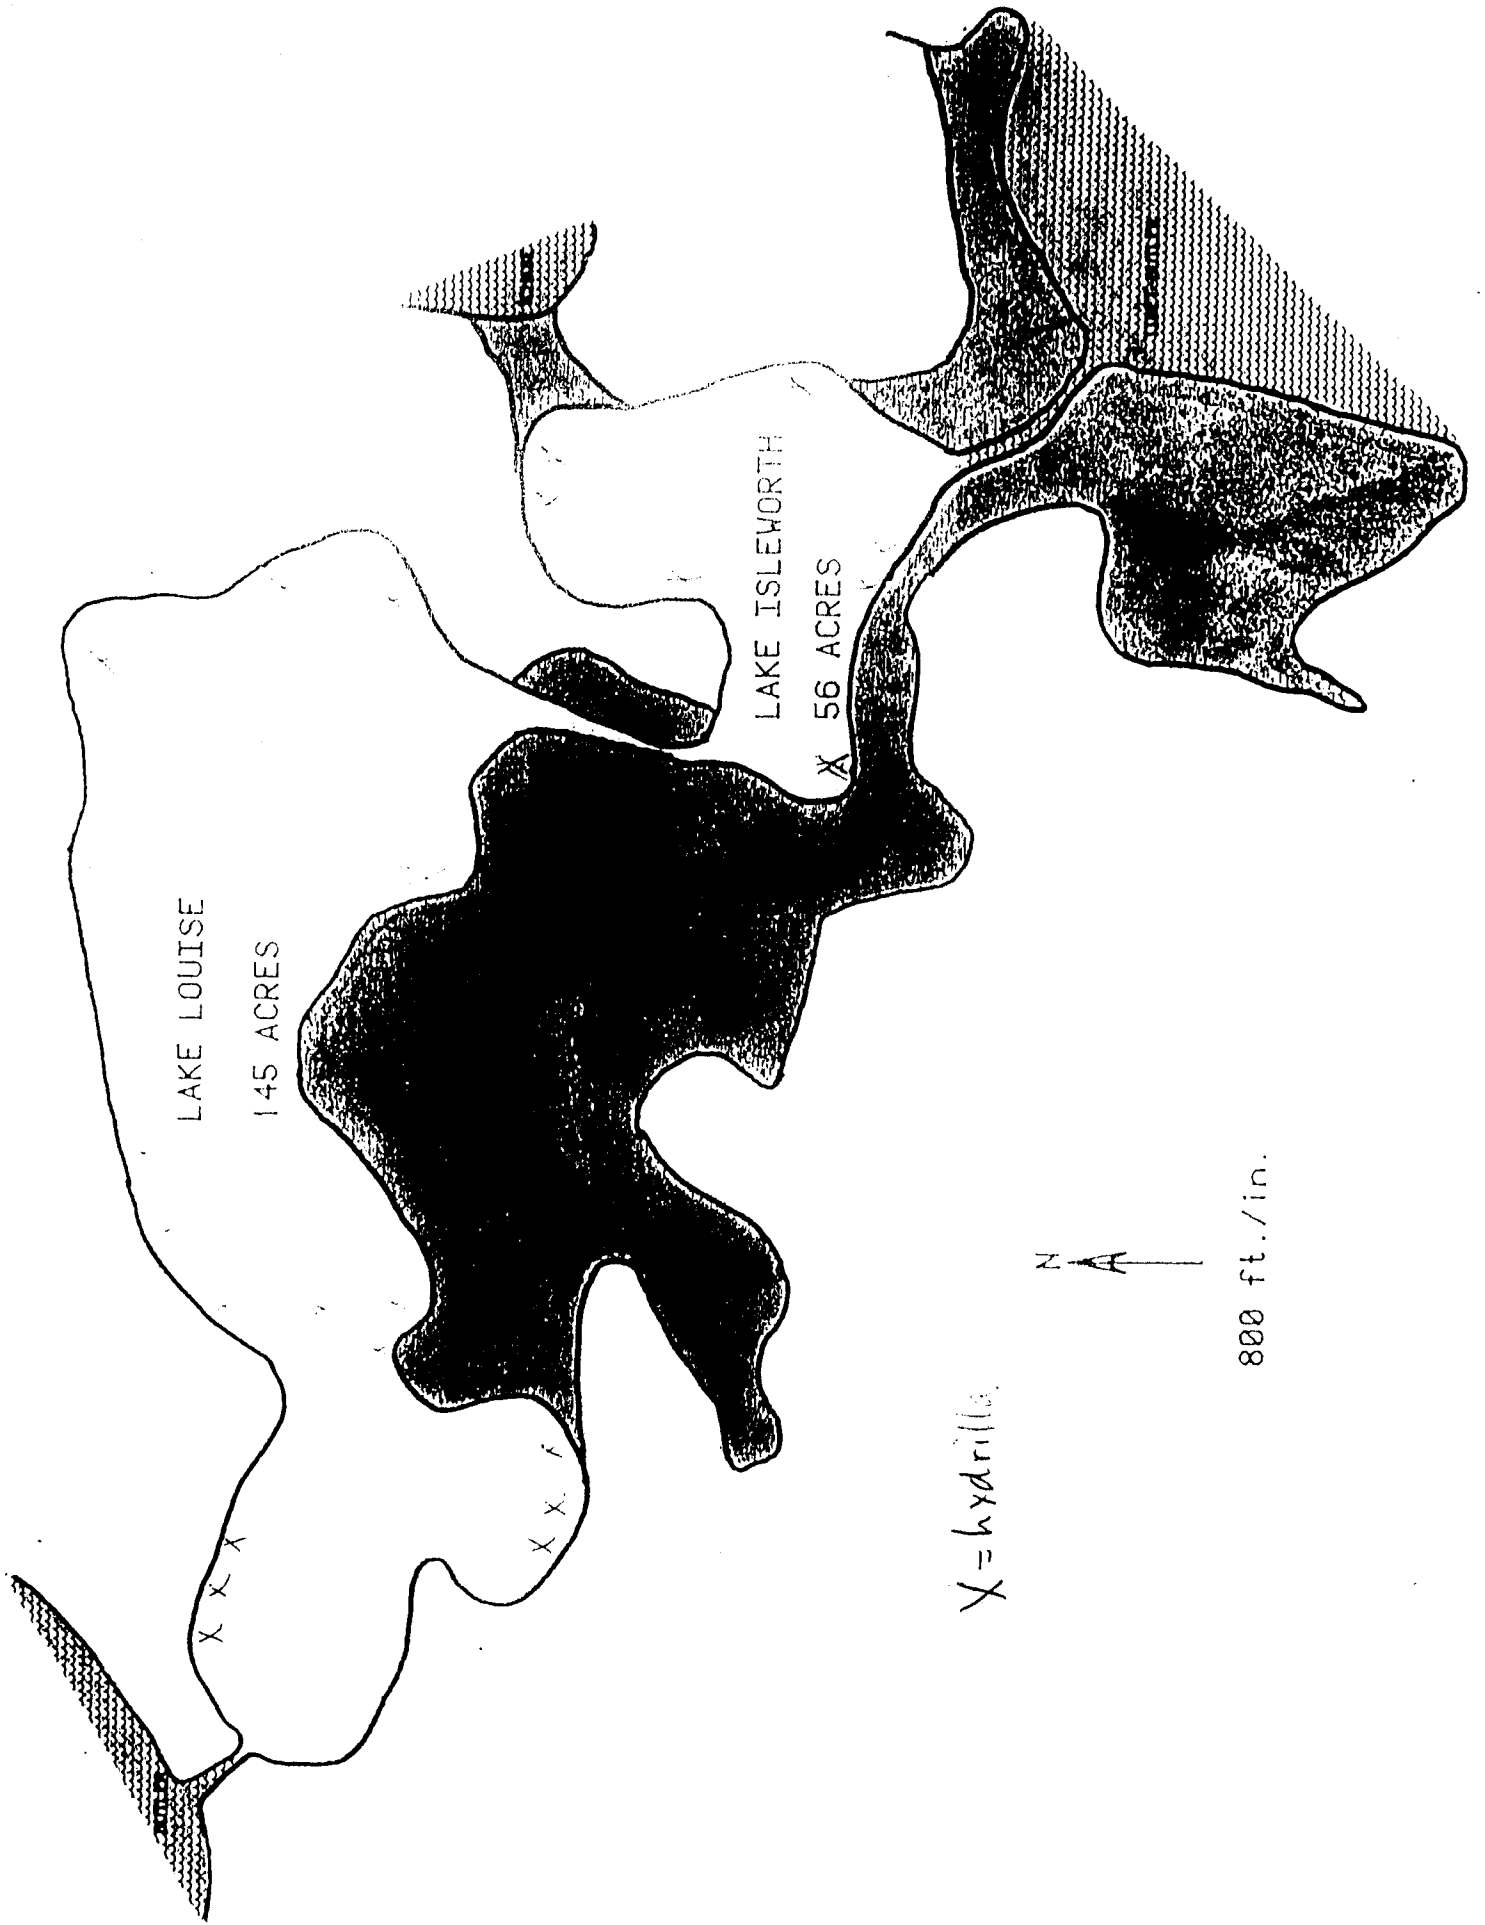 LAKE LOUISE
145 ACRES
LAKE ISLEWORTH
56 ACRES
X
X
X
X
X
X
N
800 ft./in.
X = hydrilla